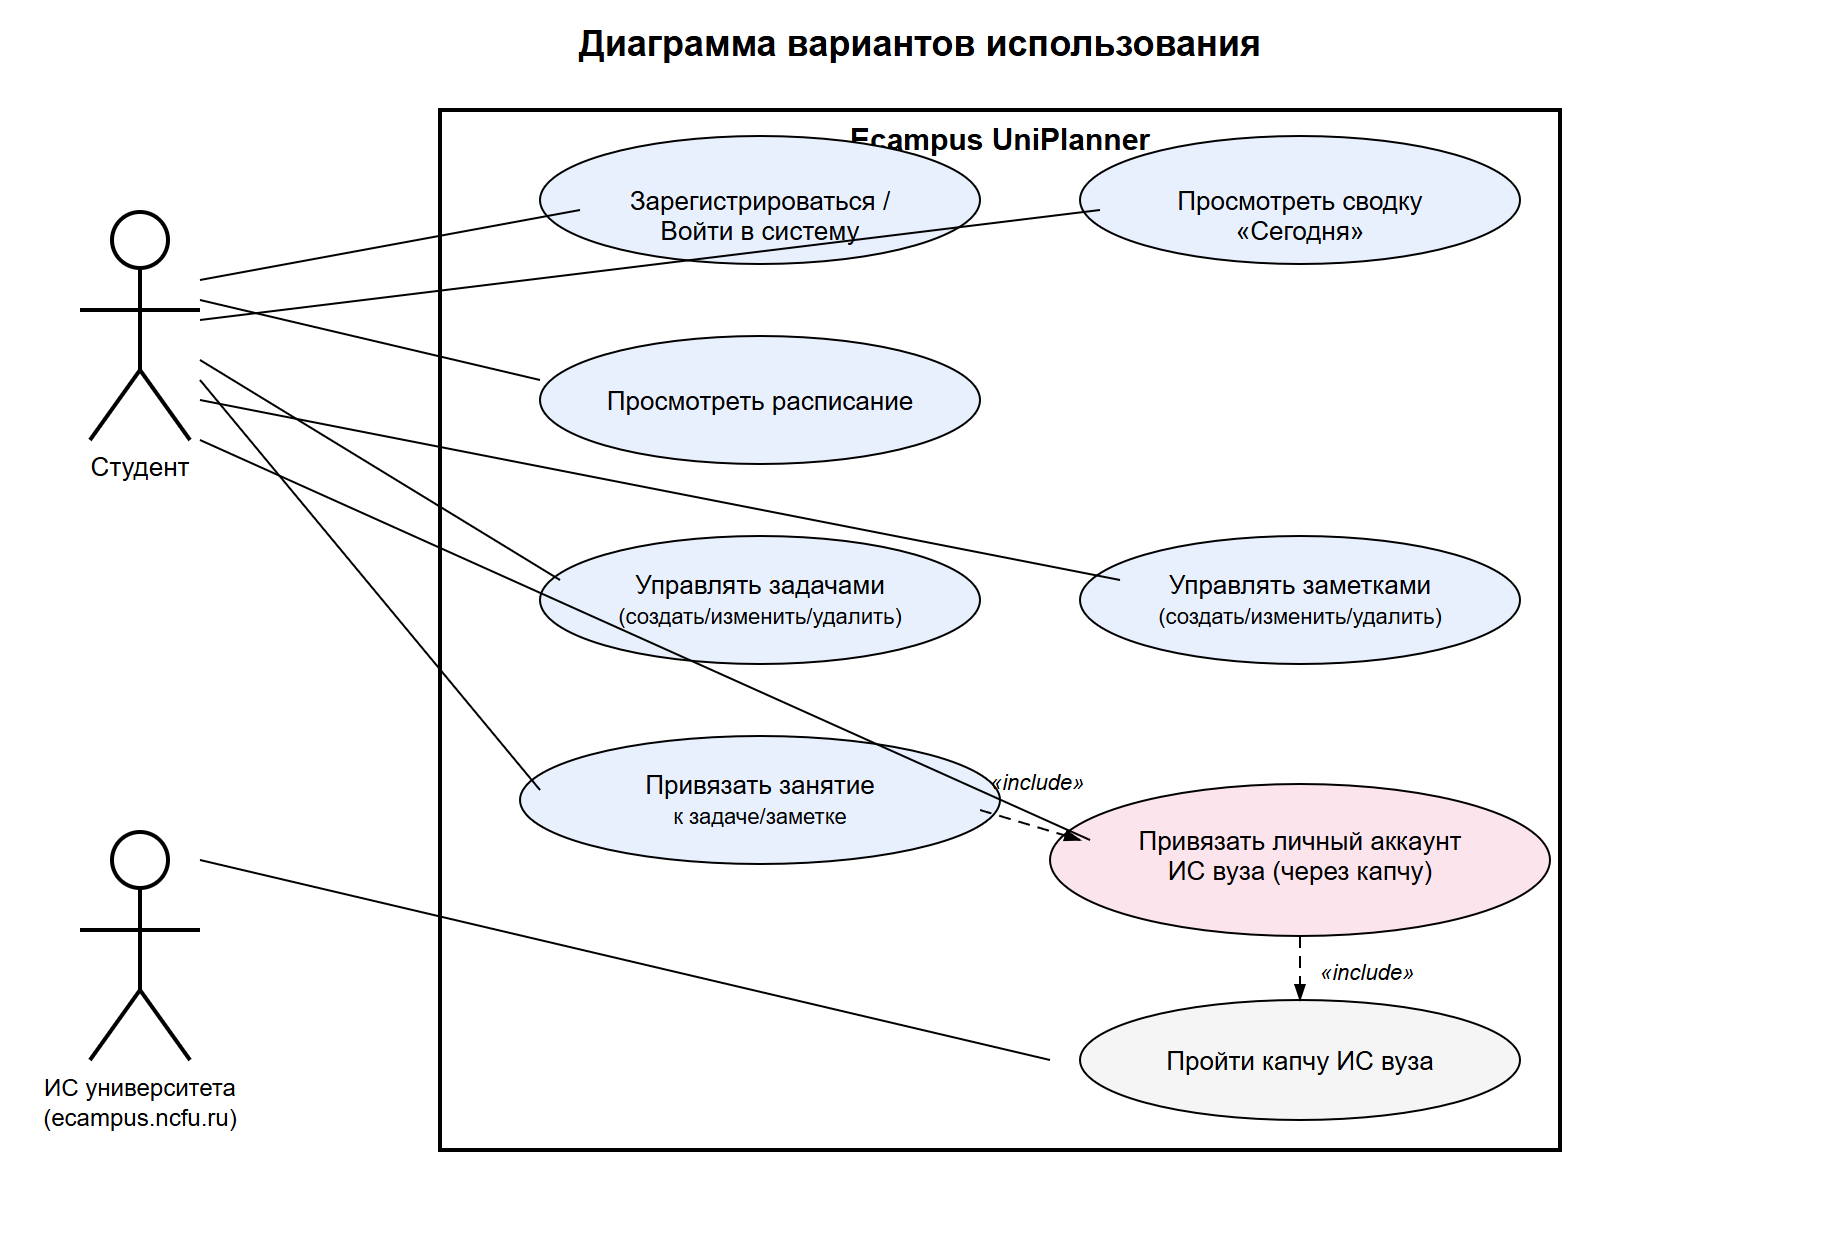 Диаграмма вариантов использования
Ecampus UniPlanner
Зарегистрироваться /
Войти в систему
Просмотреть сводку
«Сегодня»
Просмотреть расписание
Студент
Управлять задачами
(создать/изменить/удалить)
Управлять заметками
(создать/изменить/удалить)
Привязать занятие
к задаче/заметке
«include»
Привязать личный аккаунт
ИС вуза (через капчу)
«include»
Пройти капчу ИС вуза
ИС университета
(ecampus.ncfu.ru)